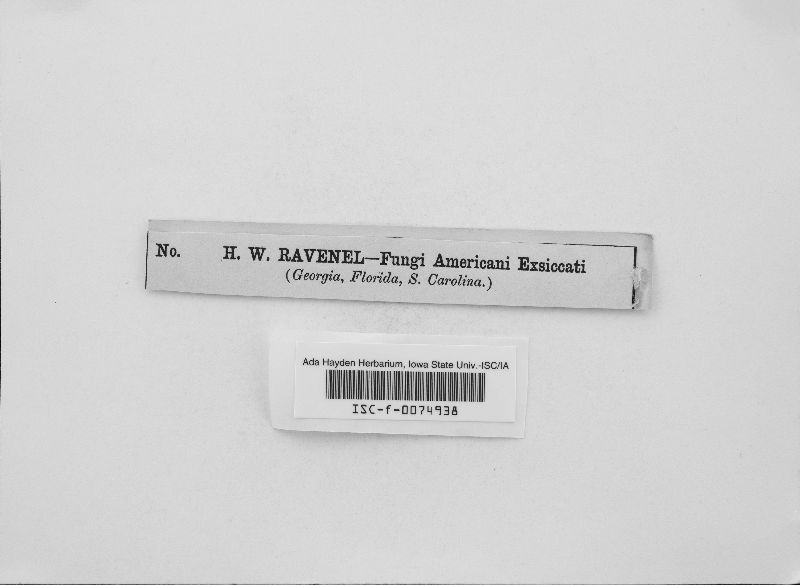 No. H. W. RAVENEL—Fungi Americani Exsiccati
(Georgia, Florida, S. Carolina.)
Ada Hayden Herbarium, Iowa State Univ.-ISC/IA
ISC-f-0074938